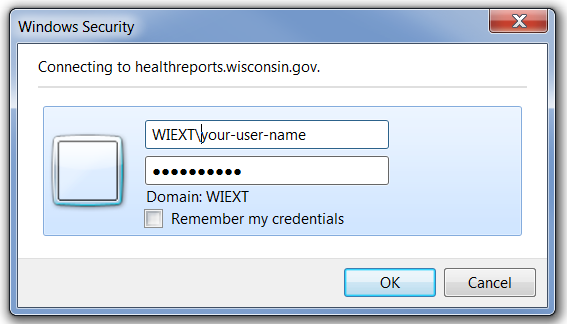 Windows Security
Connecting to healthreports.wisconsin.gov.
WIEXT\your-user-name
●●●●●●●●●●
Domain: WIEXT
Remember my credentials
OK
Cancel